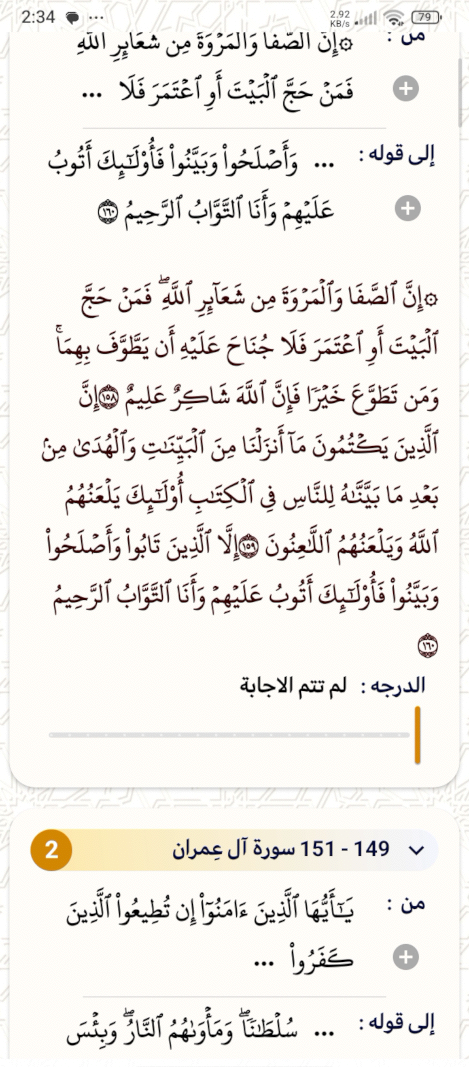 2:34 ... 2.92 KB/s 79
من : ۞إِنَّ ٱلصَّفَا وَٱلْمَرْوَةَ مِن شَعَآئِرِ ٱللَّهِ
فَمَنْ حَجَّ ٱلْبَيْتَ أَوِ ٱعْتَمَرَ فَلَا ...
إلى قوله : ... وَأَصْلَحُوا۟ وَبَيَّنُوا۟ فَأُو۟لَـٰٓئِكَ أَتُوبُ
عَلَيْهِمْ وَأَنَا ٱلتَّوَّابُ ٱلرَّحِيمُ ١٦٠
۞إِنَّ ٱلصَّفَا وَٱلْمَرْوَةَ مِن شَعَآئِرِ ٱللَّهِۖ فَمَنْ حَجَّ
ٱلْبَيْتَ أَوِ ٱعْتَمَرَ فَلَا جُنَاحَ عَلَيْهِ أَن يَطَّوَّفَ بِهِمَاۚ
وَمَن تَطَوَّعَ خَيْرًا فَإِنَّ ٱللَّهَ شَاكِرٌ عَلِيمٌ ١٥٨ إِنَّ
ٱلَّذِينَ يَكْتُمُونَ مَآ أَنزَلْنَا مِنَ ٱلْبَيِّنَـٰتِ وَٱلْهُدَىٰ مِنۢ
بَعْدِ مَا بَيَّنَّـٰهُ لِلنَّاسِ فِى ٱلْكِتَـٰبِ أُو۟لَـٰٓئِكَ يَلْعَنُهُمُ
ٱللَّهُ وَيَلْعَنُهُمُ ٱللَّـٰعِنُونَ ١٥٩ إِلَّا ٱلَّذِينَ تَابُوا۟ وَأَصْلَحُوا۟
وَبَيَّنُوا۟ فَأُو۟لَـٰٓئِكَ أَتُوبُ عَلَيْهِمْ وَأَنَا ٱلتَّوَّابُ ٱلرَّحِيمُ
١٦٠
الدرجه : لم تتم الاجابة
149 - 151 سورة آل عِمران 2
من : يَـٰٓأَيُّهَا ٱلَّذِينَ ءَامَنُوٓا۟ إِن تُطِيعُوا۟ ٱلَّذِينَ
كَفَرُوا۟ ...
إلى قوله : ... سُلْطَـٰنًاۖ وَمَأْوَىٰهُمُ ٱلنَّارُۖ وَبِئْسَ